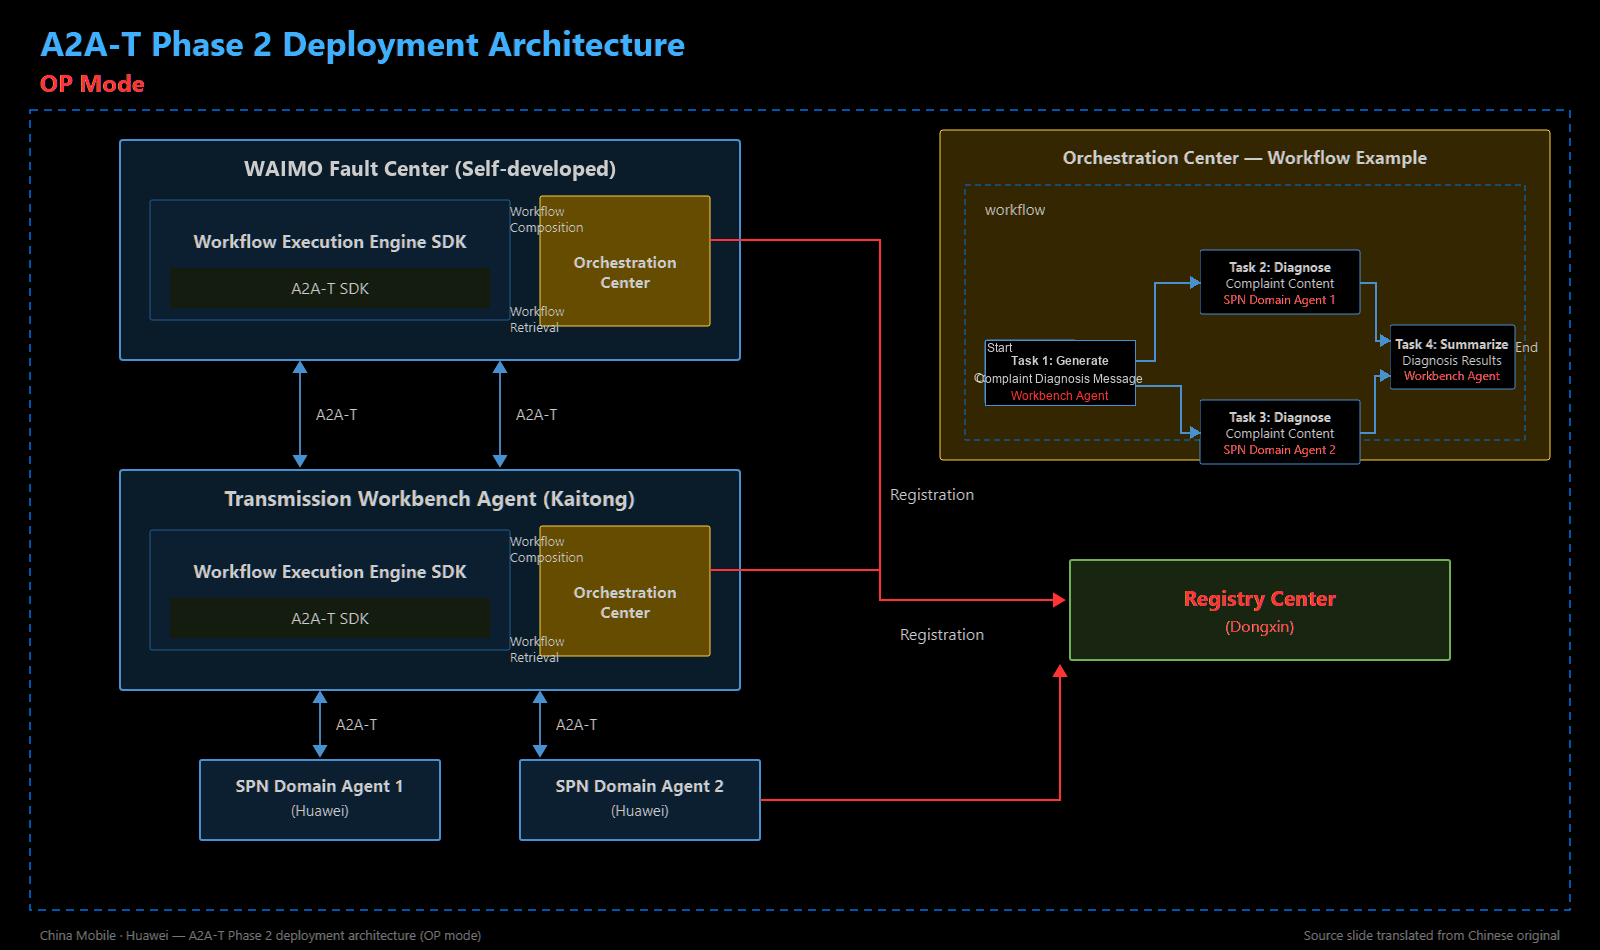 A2A-T Phase 2 Deployment Architecture
OP Mode
WAIMO Fault Center (Self-developed)
Workflow Execution Engine SDK
A2A-T SDK
Workflow
Composition
Orchestration
Center
Workflow
Retrieval
A2A-T
A2A-T
Transmission Workbench Agent (Kaitong)
Workflow Execution Engine SDK
A2A-T SDK
Workflow
Composition
Orchestration
Center
Workflow
Retrieval
A2A-T
A2A-T
SPN Domain Agent 1
(Huawei)
SPN Domain Agent 2
(Huawei)
Orchestration Center — Workflow Example
workflow
Start
Task 1: Generate
Complaint Diagnosis Message
Workbench Agent
Task 2: Diagnose
Complaint Content
SPN Domain Agent 1
Task 3: Diagnose
Complaint Content
SPN Domain Agent 2
Task 4: Summarize
Diagnosis Results
Workbench Agent
End
Registration
Registration
Registry Center
(Dongxin)
China Mobile · Huawei — A2A-T Phase 2 deployment architecture (OP mode)
Source slide translated from Chinese original